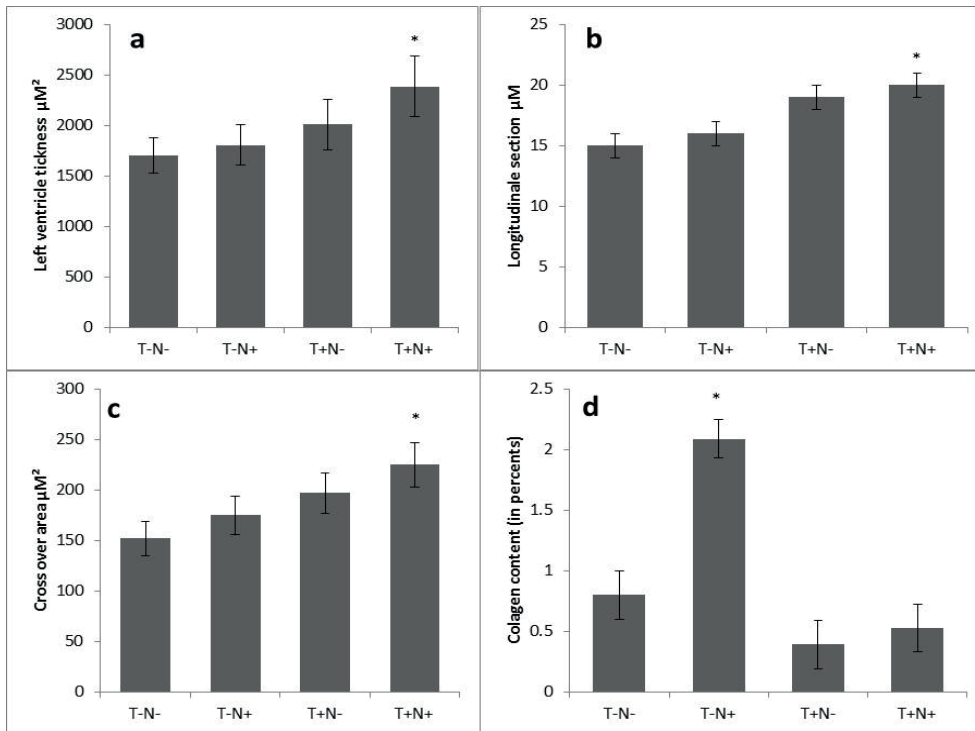 a
*
Left ventricle tickness µM²
3000
2500
2000
1500
1000
500
0
T-N-
T-N+
T+N-
T+N+
b
*
Longitudinale section µM
25
20
15
10
5
0
T-N-
T-N+
T+N-
T+N+
c
*
Cross over area µM²
300
250
200
150
100
50
0
T-N-
T-N+
T+N-
T+N+
d
*
Colagen content (in percents)
2.5
2
1.5
1
0.5
0
T-N-
T-N+
T+N-
T+N+